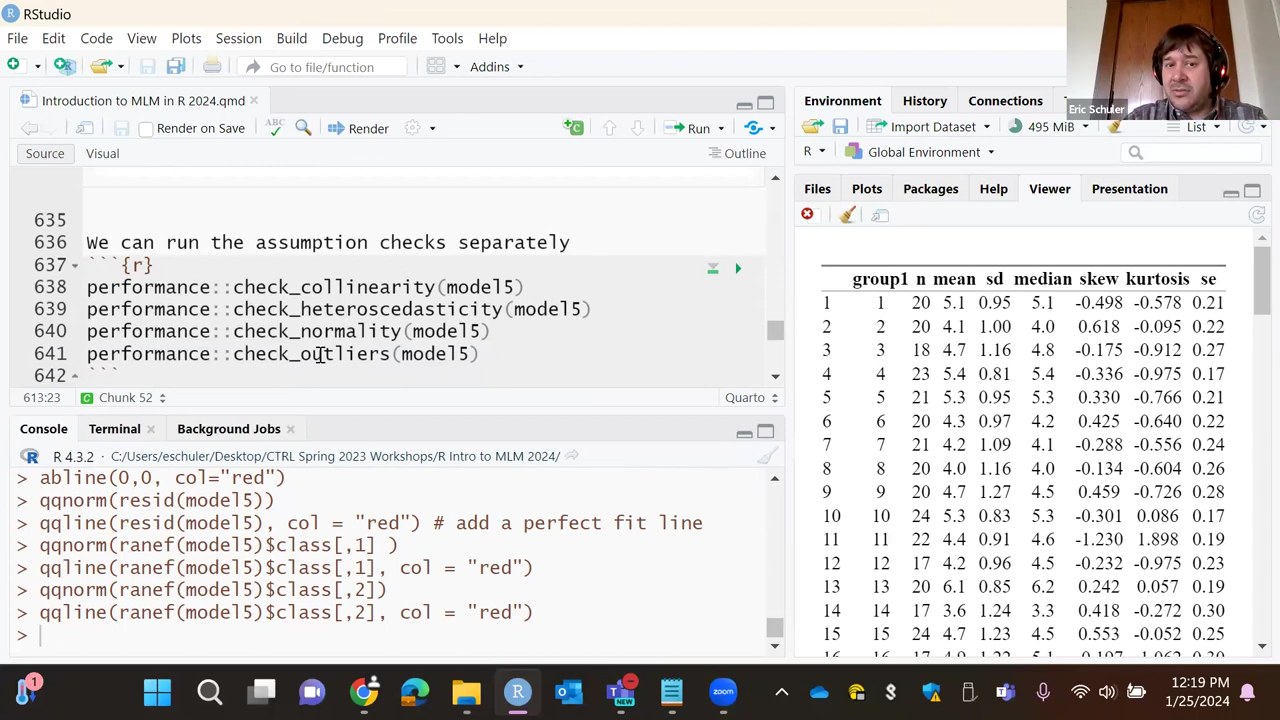 RStudio
File Edit Code View Plots Session Build Debug Profile Tools Help
Go to file/function Addins
Introduction to MLM in R 2024.qmd
Render on Save ABC Render Run
Source Visual Outline
635
636 We can run the assumption checks separately
637 ```{r}
638 performance::check_collinearity(model5)
639 performance::check_heteroscedasticity(model5)
640 performance::check_normality(model5)
641 performance::check_outliers(model5)
642 ```
613:23 C Chunk 52 Quarto
Console Terminal Background Jobs
R R 4.3.2 · C:/Users/eschuler/Desktop/CTRL Spring 2023 Workshops/R Intro to MLM 2024/
> abline(0,0, col="red")
> qqnorm(resid(model5))
> qqline(resid(model5), col = "red") # add a perfect fit line
> qqnorm(ranef(model5)$class[,1] )
> qqline(ranef(model5)$class[,1], col = "red")
> qqnorm(ranef(model5)$class[,2])
> qqline(ranef(model5)$class[,2], col = "red")
>
Eric Schuler
Environment History Connections
Import Dataset 495 MiB List
R Global Environment
Files Plots Packages Help Viewer Presentation
group1 n mean sd median skew kurtosis se
1 1 20 5.1 0.95 5.1 -0.498 -0.578 0.21
2 2 20 4.1 1.00 4.0 0.618 -0.095 0.22
3 3 18 4.7 1.16 4.8 -0.175 -0.912 0.27
4 4 23 5.4 0.81 5.4 -0.336 -0.975 0.17
5 5 21 5.3 0.95 5.3 0.330 -0.766 0.21
6 6 20 4.3 0.97 4.2 0.425 -0.640 0.22
7 7 21 4.2 1.09 4.1 -0.288 -0.556 0.24
8 8 20 4.0 1.16 4.0 -0.134 -0.604 0.26
9 9 20 4.7 1.27 4.5 0.459 -0.726 0.28
10 10 24 5.3 0.83 5.3 -0.301 0.086 0.17
11 11 22 4.4 0.91 4.6 -1.230 1.898 0.19
12 12 17 4.2 0.96 4.5 -0.232 -0.975 0.23
13 13 20 6.1 0.85 6.2 0.242 0.057 0.19
14 14 17 3.6 1.24 3.3 0.418 -0.272 0.30
15 15 24 4.7 1.23 4.5 0.553 -0.052 0.25
1 NEW zoom 12:19 PM
1/25/2024